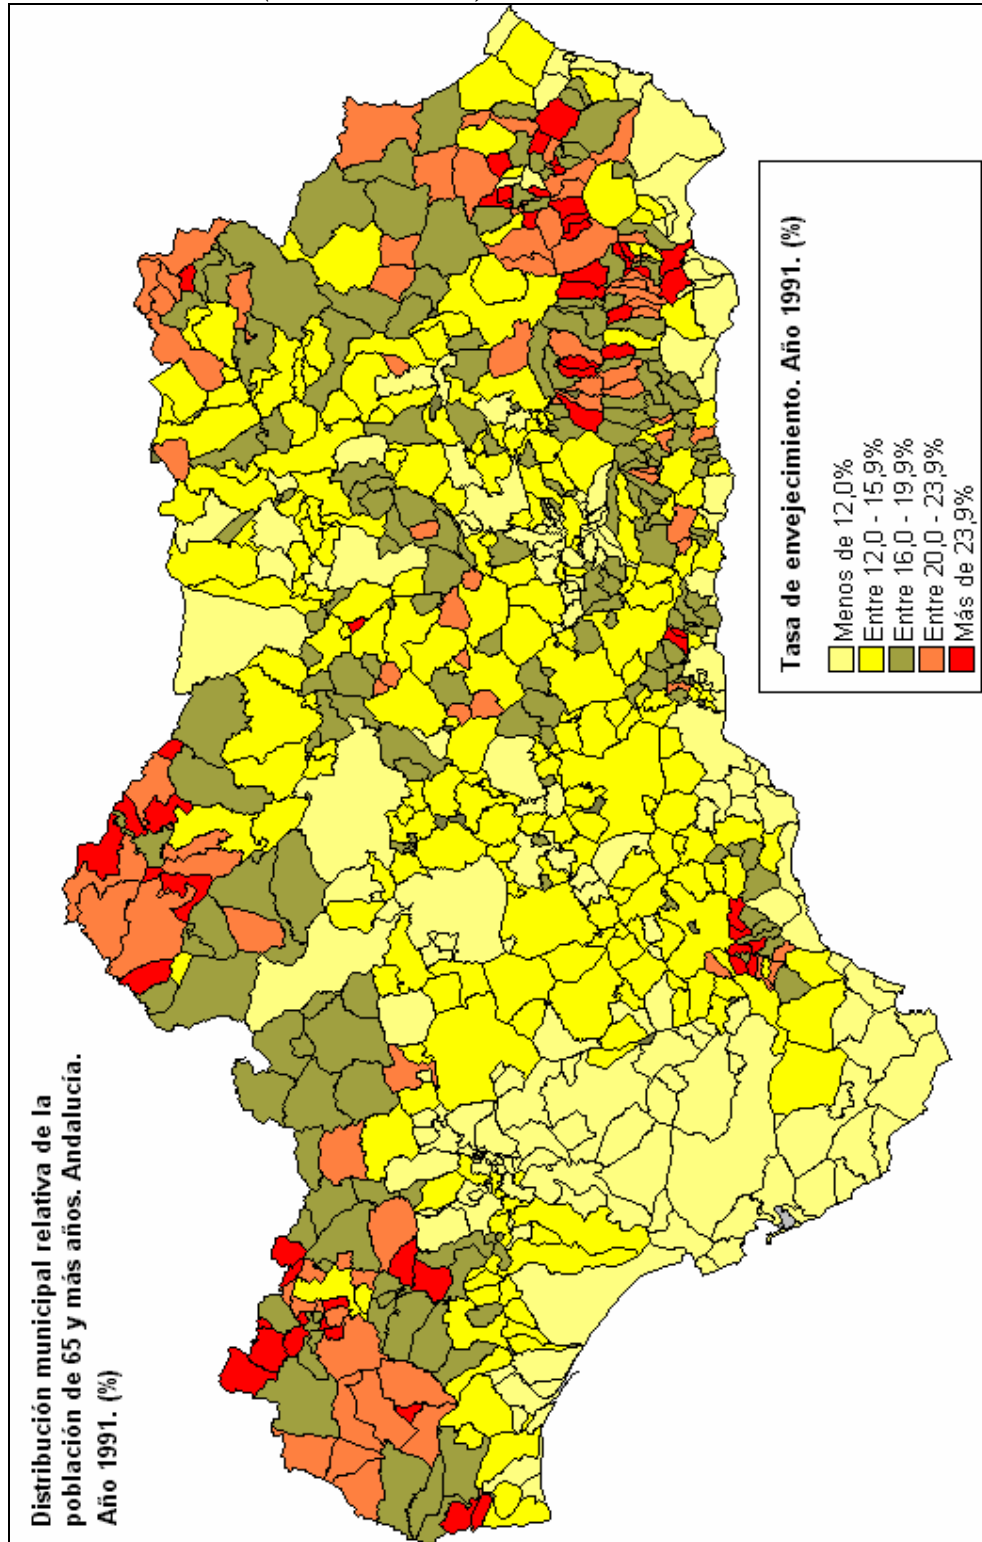 Distribución municipal relativa de la
población de 65 y más años. Andalucía.
Año 1991. (%)
Tasa de envejecimiento. Año 1991. (%)
Menos de 12,0%
Entre 12,0 - 15,9%
Entre 16,0 - 19,9%
Entre 20,0 - 23,9%
Más de 23,9%